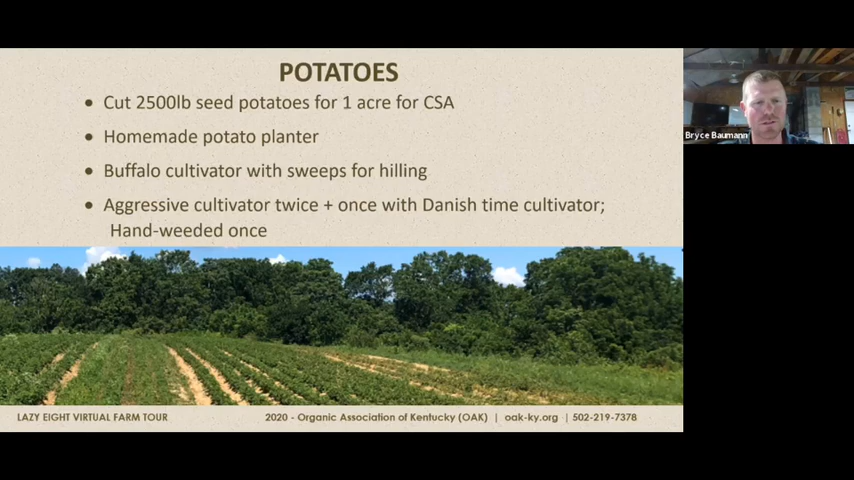 POTATOES
• Cut 2500lb seed potatoes for 1 acre for CSA
• Homemade potato planter
• Buffalo cultivator with sweeps for hilling
• Aggressive cultivator twice + once with Danish time cultivator;
Hand-weeded once
Bryce Baumann
LAZY EIGHT VIRTUAL FARM TOUR
2020 - Organic Association of Kentucky (OAK) | oak-ky.org | 502-219-7378